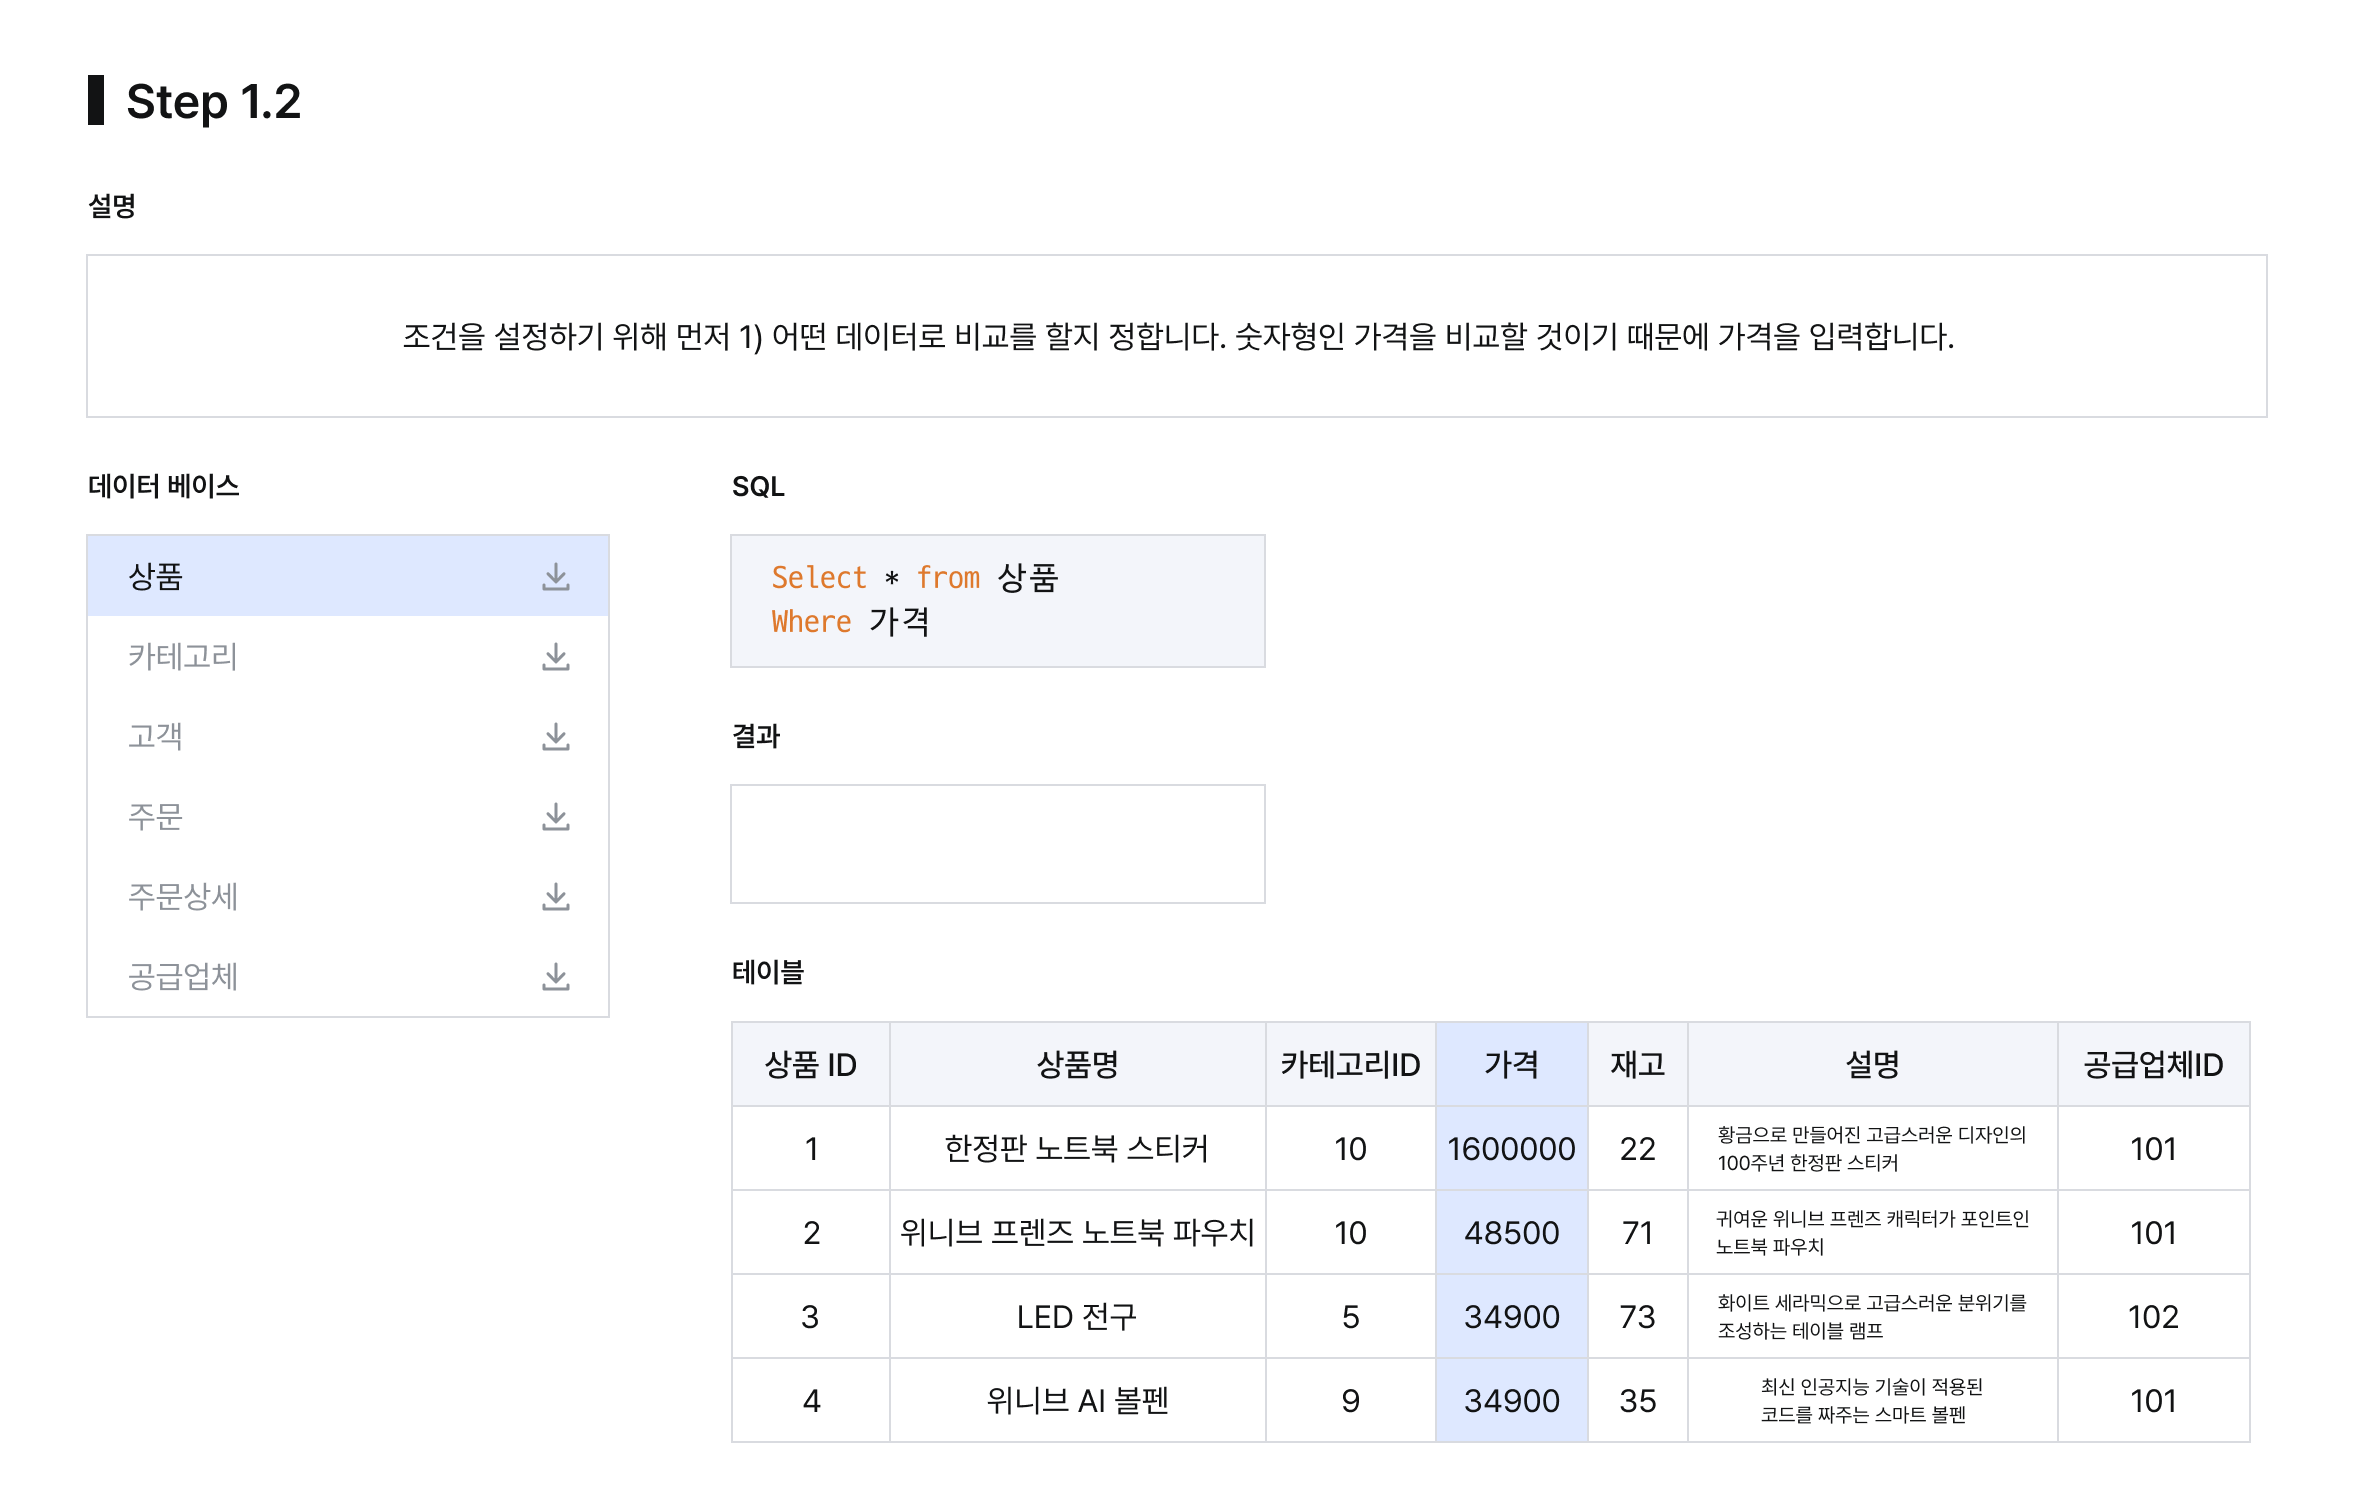 Step 1.2
설명
조건을 설정하기 위해 먼저 1) 어떤 데이터로 비교를 할지 정합니다. 숫자형인 가격을 비교할 것이기 때문에 가격을 입력합니다.
데이터 베이스
상품
카테고리
고객
주문
주문상세
공급업체
SQL
Select * from 상품
Where 가격
결과
테이블
상품 ID 상품명 카테고리ID 가격 재고 설명 공급업체ID
1 한정판 노트북 스티커 10 1600000 22 황금으로 만들어진 고급스러운 디자인의
100주년 한정판 스티커 101
2 위니브 프렌즈 노트북 파우치 10 48500 71 귀여운 위니브 프렌즈 캐릭터가 포인트인
노트북 파우치 101
3 LED 전구 5 34900 73 화이트 세라믹으로 고급스러운 분위기를
조성하는 테이블 램프 102
4 위니브 AI 볼펜 9 34900 35 최신 인공지능 기술이 적용된
코드를 짜주는 스마트 볼펜 101